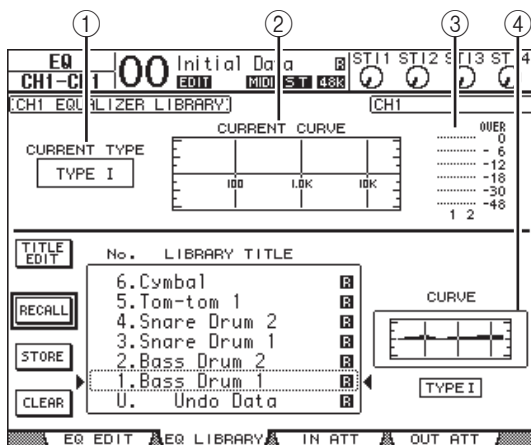 ① ② ③ ④
EQ
CH1-CH1
00 Initial Data R
EDIT MIDI ST 48K
STI1 STI2 STI3 ST 4
CH1 EQUALIZER LIBRARY
CH1
CURRENT TYPE
TYPE I
CURRENT CURVE
100 1.0K 10K
OVER
0
-6
-12
-18
-30
-48
1 2
TITLE EDIT
RECALL
STORE
CLEAR
No. LIBRARY TITLE
6.Cymbal R
5.Tom-tom 1 R
4.Snare Drum 2 R
3.Snare Drum 1 R
2.Bass Drum 2 R
1.Bass Drum 1 R
U. Undo Data R
CURVE
TYPE I
EQ EDIT EQ LIBRARY IN ATT OUT ATT